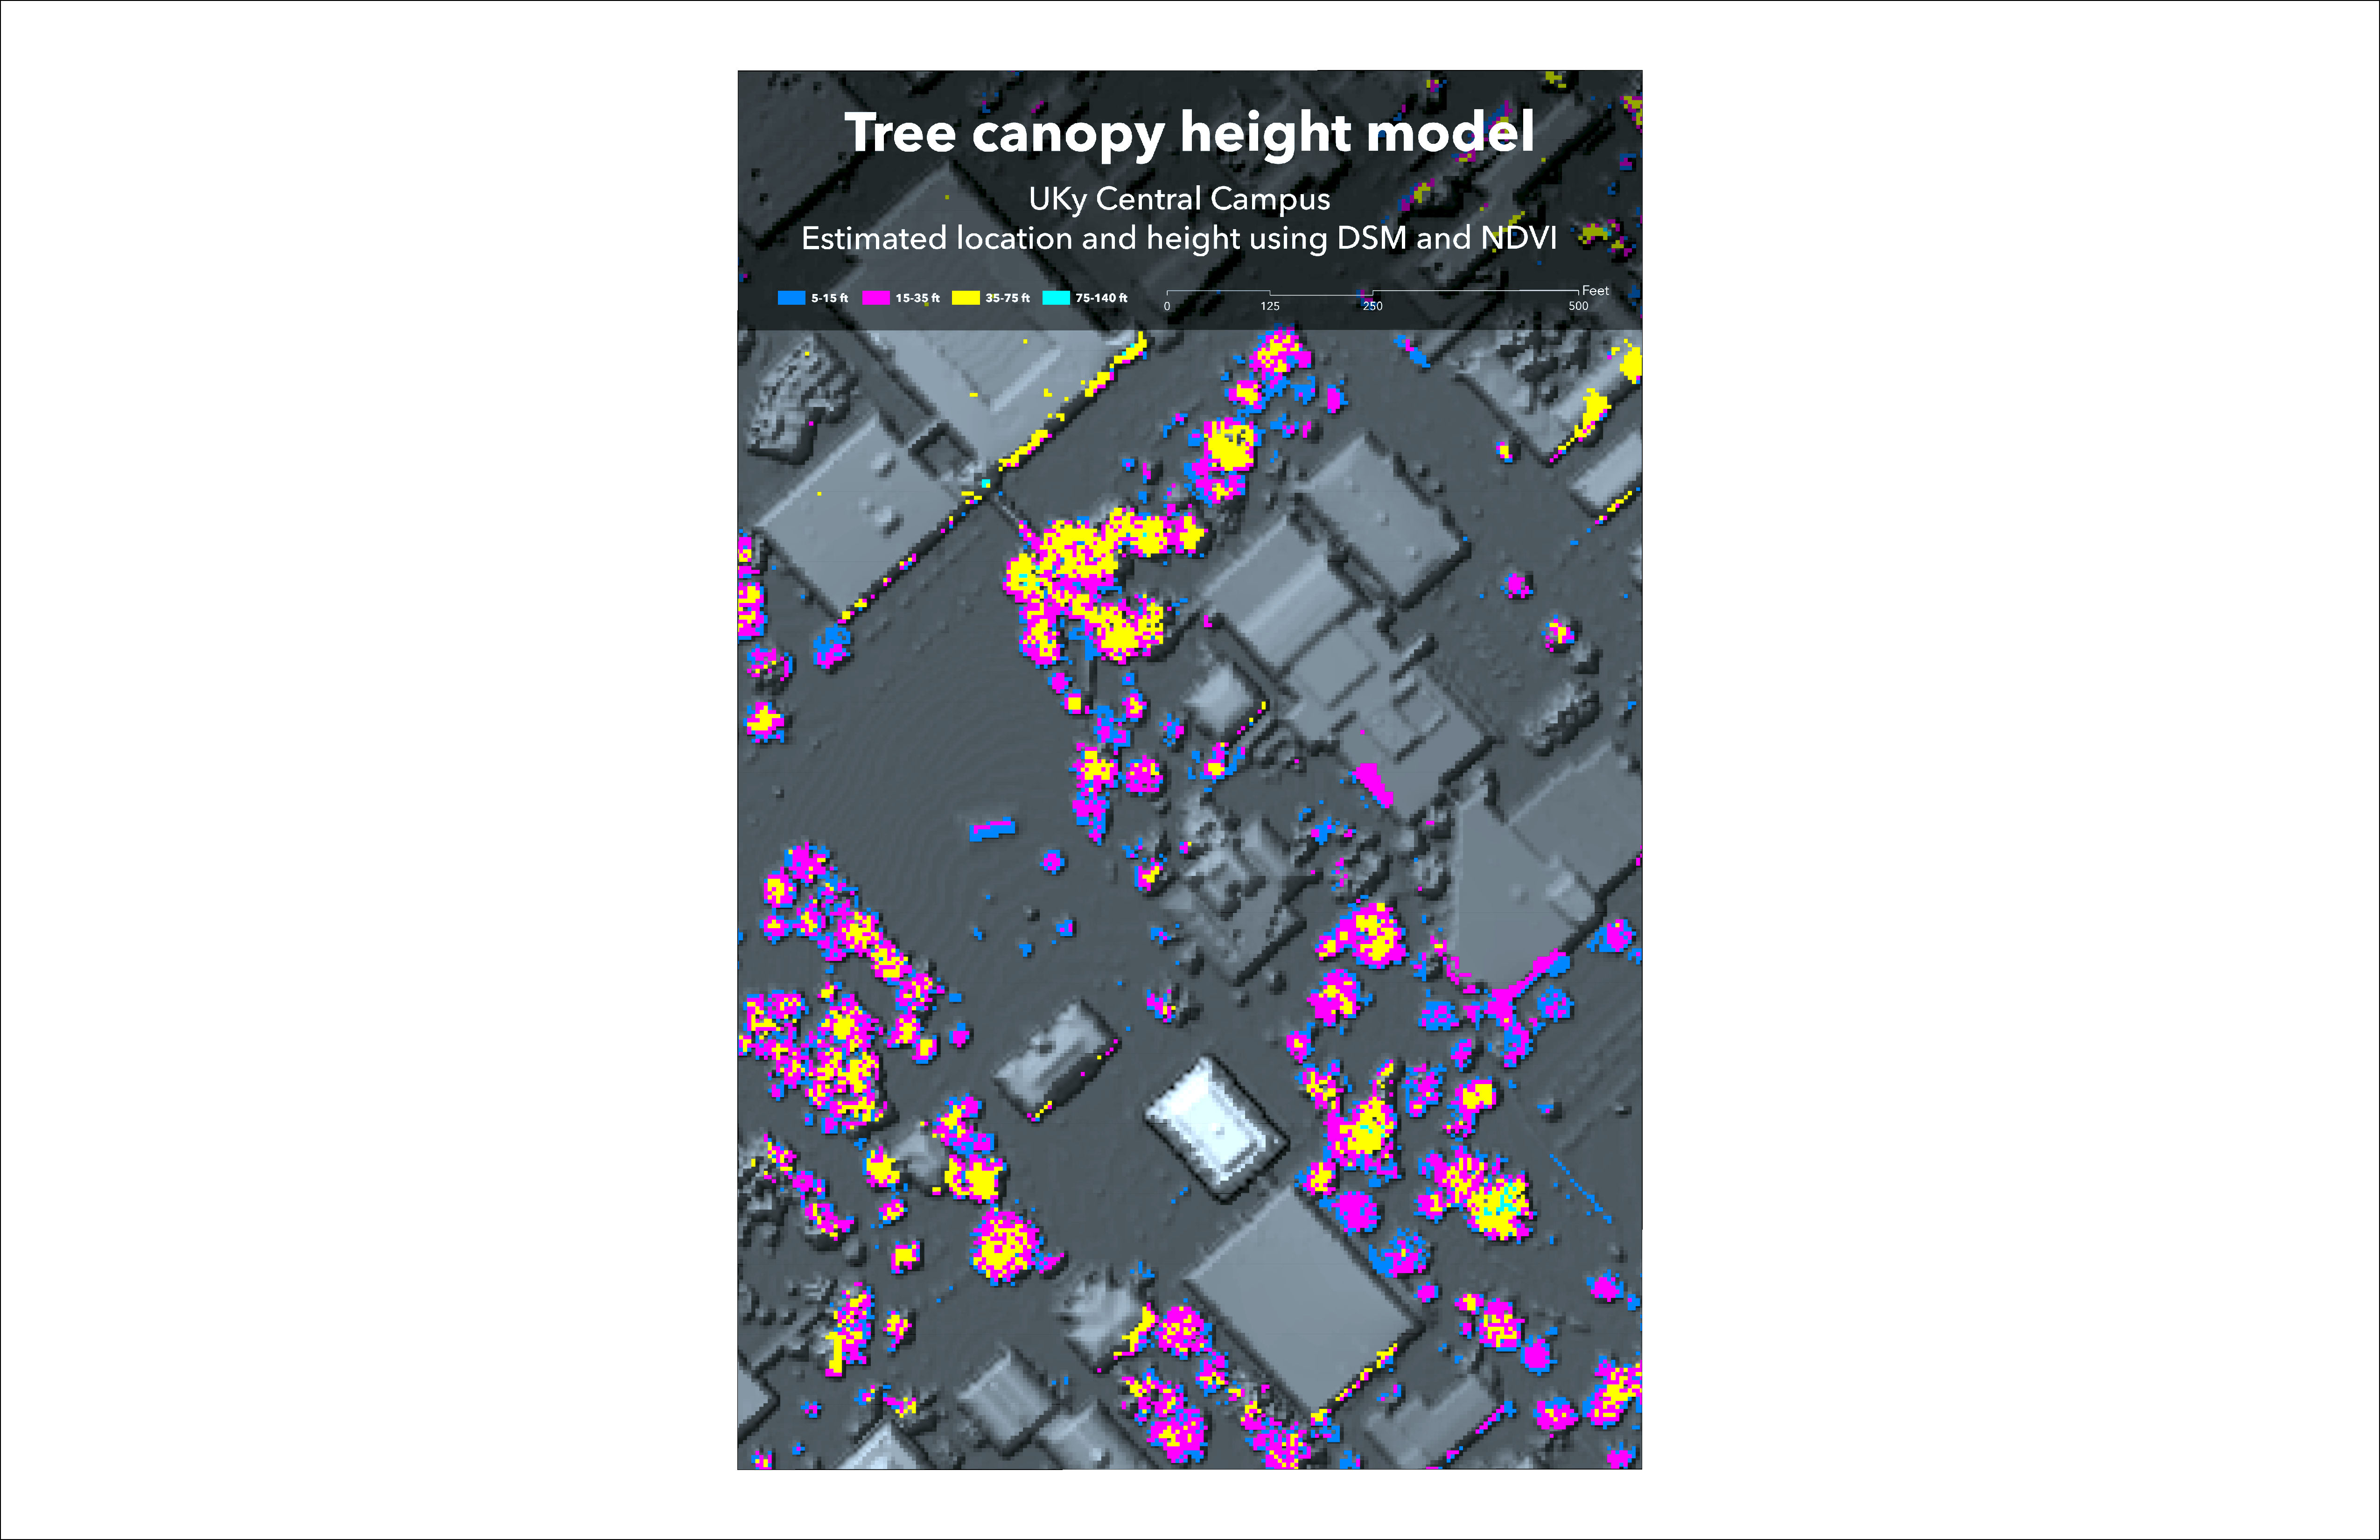 Tree canopy height model
UKy Central Campus
Estimated location and height using DSM and NDVI
5-15 ft 15-35 ft 35-75 ft 75-140 ft
Feet
0 125 250 500